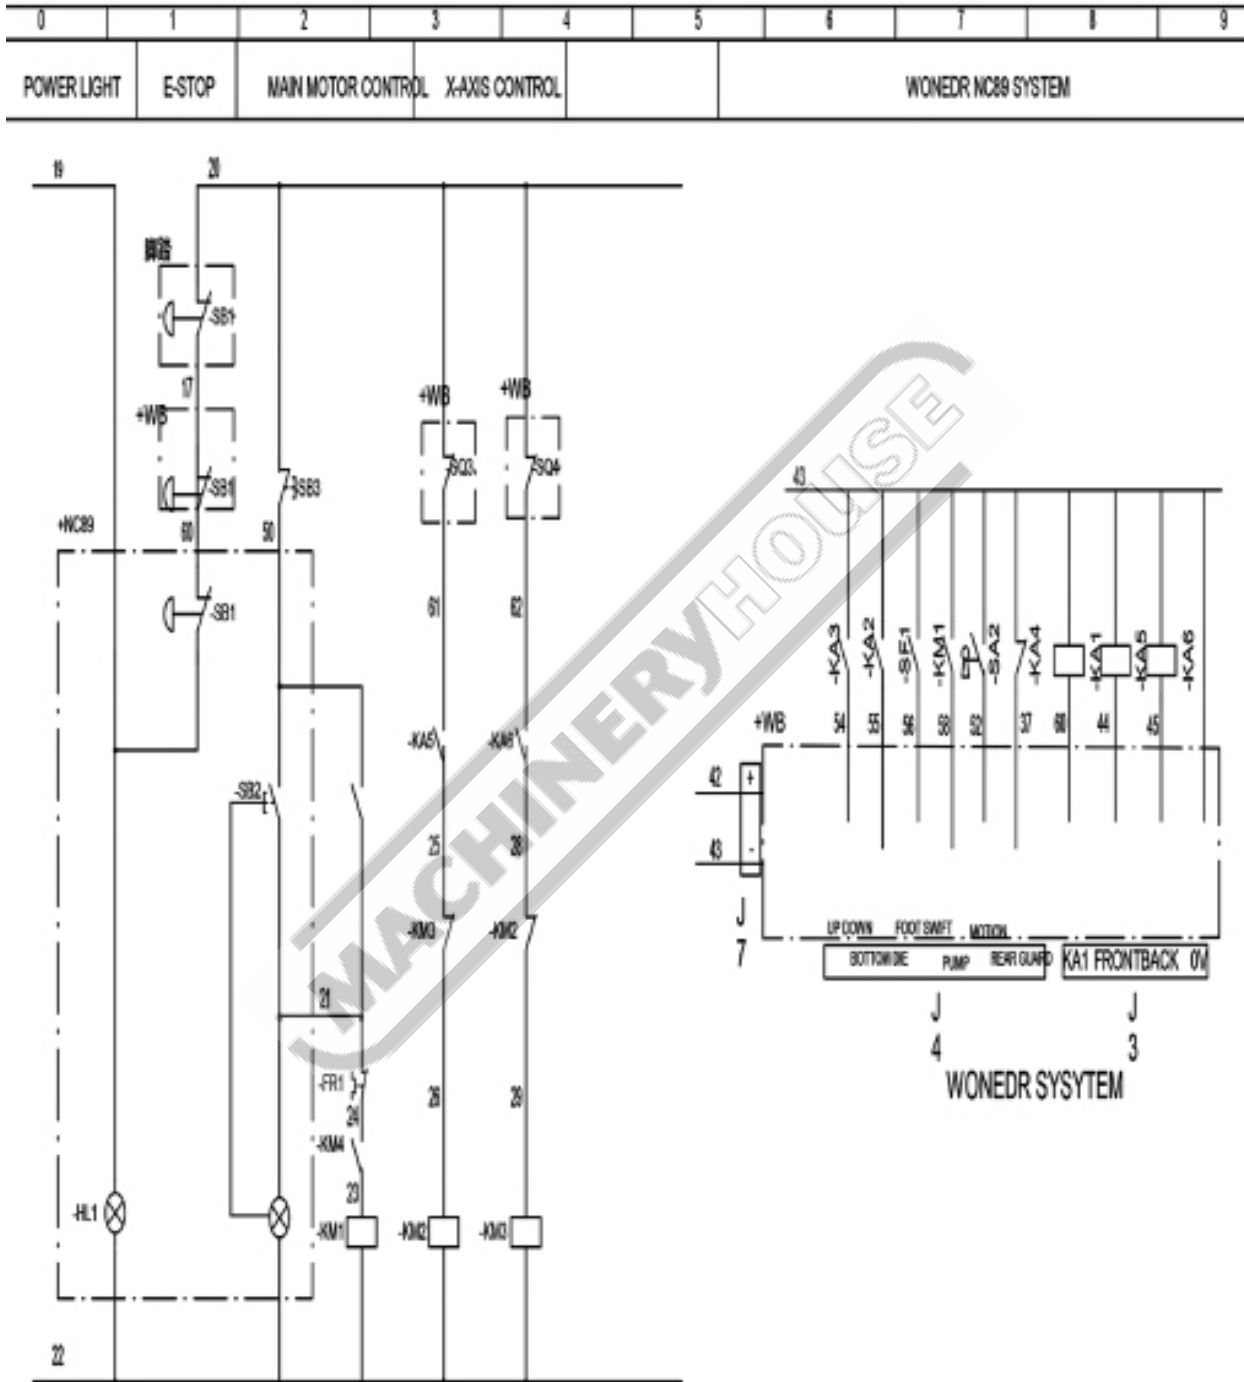 0 1 2 3 4 5 6 7 8 9
POWER LIGHT E-STOP MAIN MOTOR CONTROL X-AXIS CONTROL WONEDR NC89 SYSTEM
19 20
脚踏
-SB1
17
+WB +WB +WB
-SB1 -SB3 -SQ3 -SQ4 43
+NC89 60 50
-SB1 61 62
-KA3 -KA2 -SF1 -KM1 -SA2 -KA4 -KA1 -KA5 -KA6
+WB 54 55 56 58 52 37 60 44 45
-KA5 -KA6
-SB2 42 +
25 28 43 -
-KM3 -KM2
UP DOWN FOOT SWIFT MOTION
BOTTOM DIE PUMP REAR GUARD KA1 FRONTBACK 0V
J 7
J 4
J 3
WONEDR SYSYTEM
21
-FR1
24 26 29
-KM4
23
-HL1 -KM1 -KM2 -KM3
22
MACHINERYHOUSE